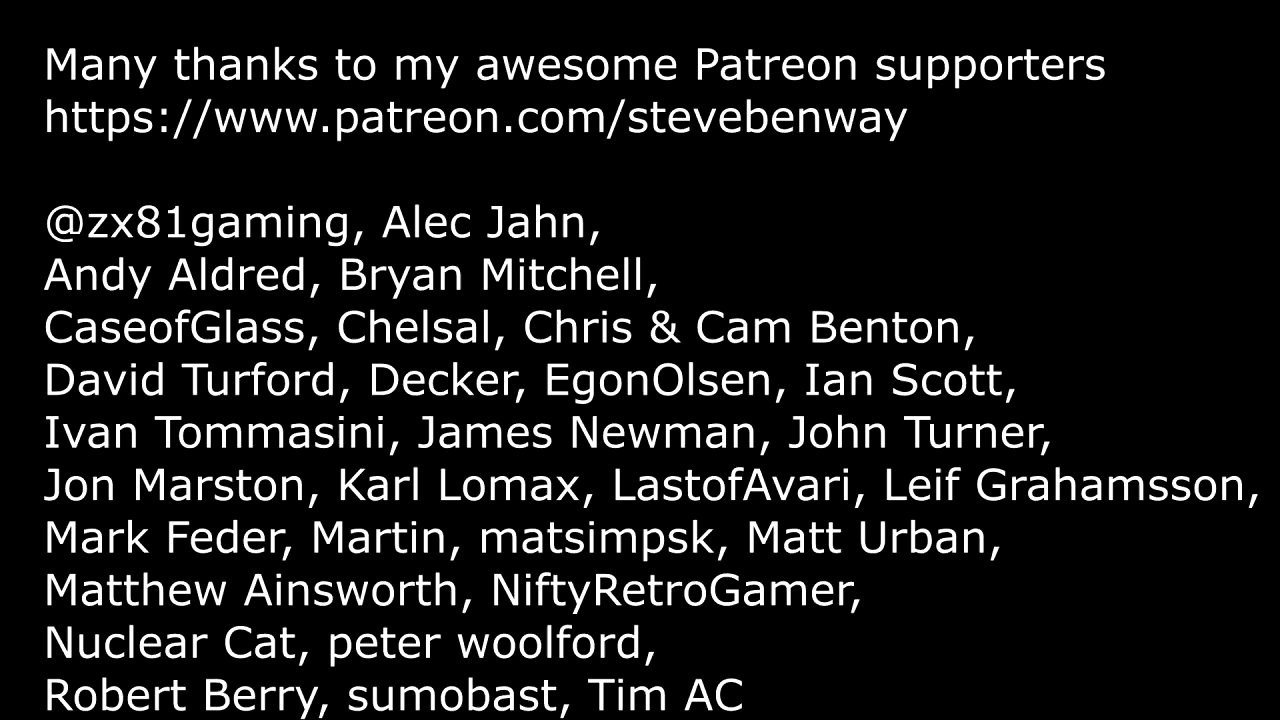 Many thanks to my awesome Patreon supporters
https://www.patreon.com/stevebenway
@zx81gaming, Alec Jahn,
Andy Aldred, Bryan Mitchell,
CaseofGlass, Chelsal, Chris & Cam Benton,
David Turford, Decker, EgonOlsen, Ian Scott,
Ivan Tommasini, James Newman, John Turner,
Jon Marston, Karl Lomax, LastofAvari, Leif Grahamsson,
Mark Feder, Martin, matsimpsk, Matt Urban,
Matthew Ainsworth, NiftyRetroGamer,
Nuclear Cat, peter woolford,
Robert Berry, sumobast, Tim AC